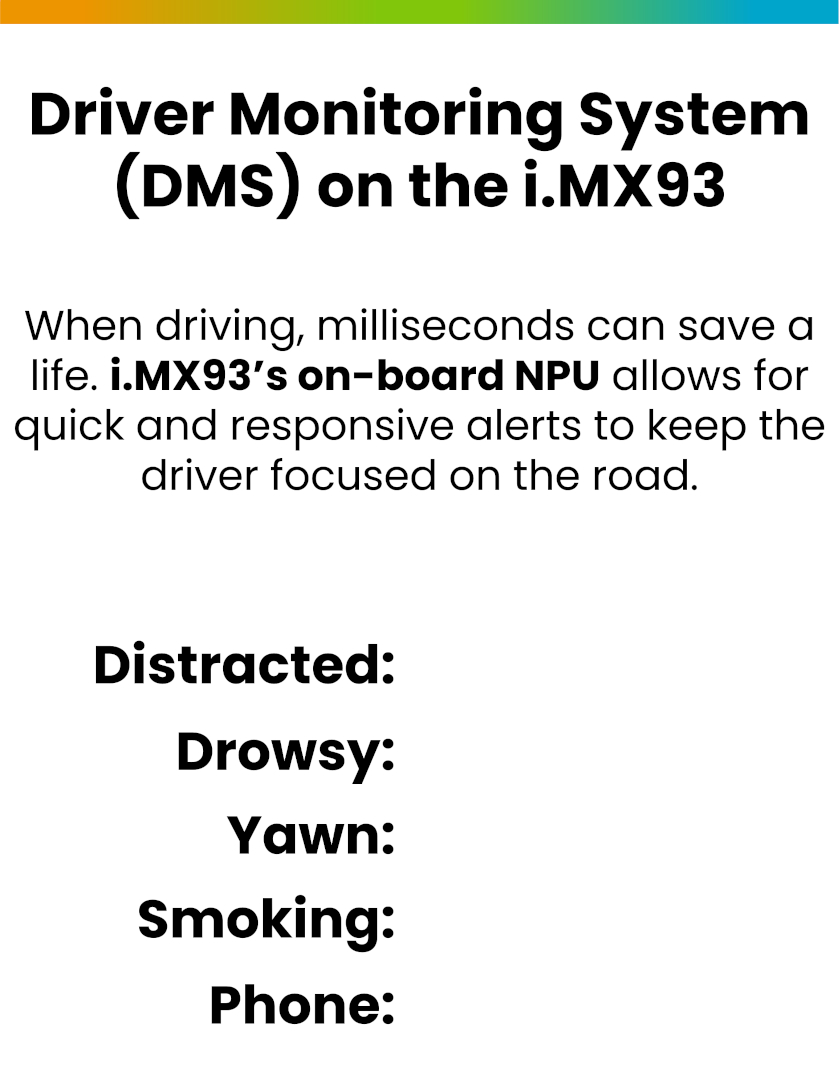 Driver Monitoring System
(DMS) on the i.MX93
When driving, milliseconds can save a
life. i.MX93’s on-board NPU allows for
quick and responsive alerts to keep the
driver focused on the road.
Distracted:
Drowsy:
Yawn:
Smoking:
Phone: